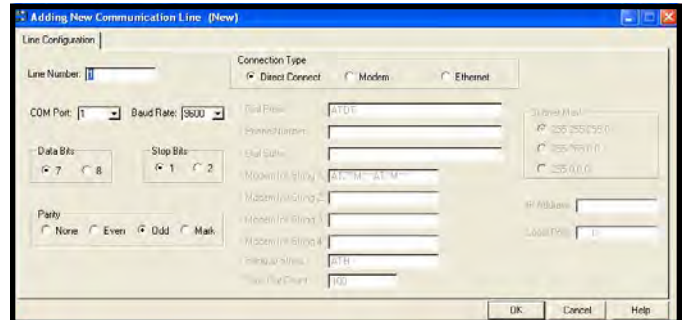 Adding New Communication Line (New)
Line Configuration
Line Number: 1
Connection Type
Direct Connect
Modem
Ethernet
COM Port: 1
Baud Rate: 9600
Data Bits
7
8
Stop Bits
1
2
Parity
None
Even
Odd
Mark
Dial Prefix:
ATDT
Phone Number:
Dial Suffix:
Modem Init String 1:
Modem Init String 2:
Modem Init String 3:
Modem Init String 4:
Hangup String:
ATH
Time Out Count:
100
Subnet Mask
255.255.255.0
255.255.0.0
255.0.0.0
IP Address:
Local Port:
OK
Cancel
Help